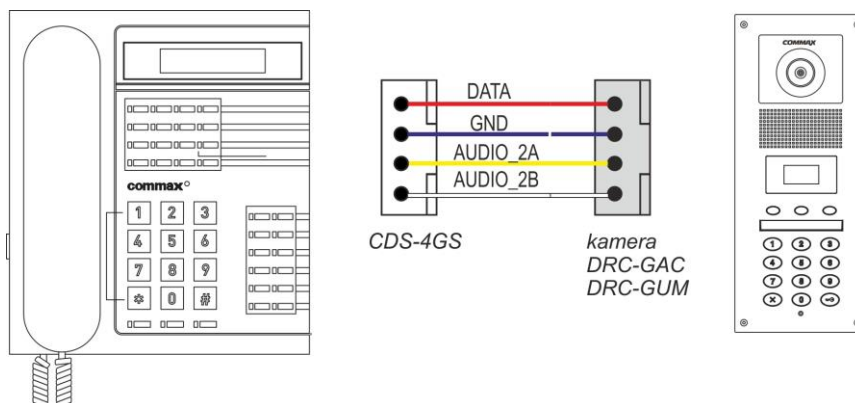 commax
1 2 3
4 5 6
7 8 9
* 0 #
DATA
GND
AUDIO_2A
AUDIO_2B
CDS-4GS
kamera
DRC-GAC
DRC-GUM
COMMAX
1 2 3
4 5 6
7 8 9
0